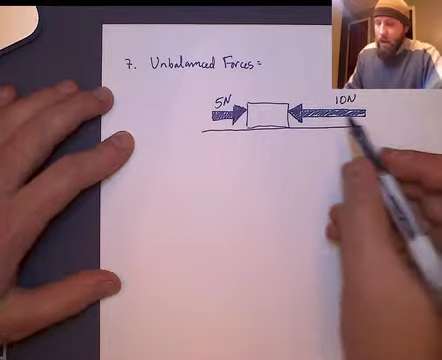 7. Unbalanced Forces =
5N 10N